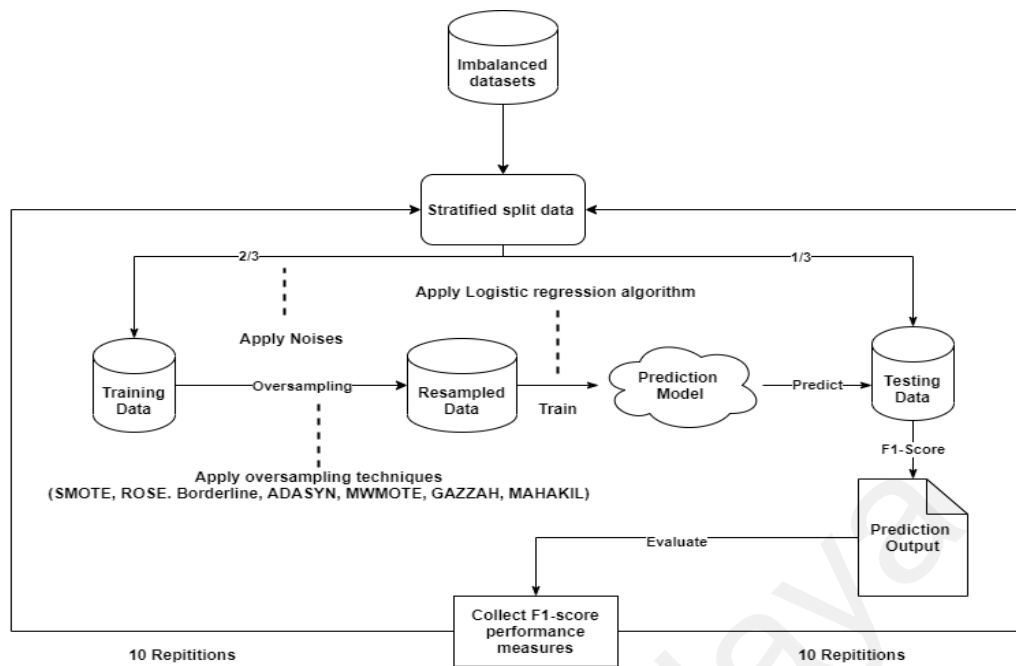 Imbalanced
datasets
Stratified split data
2/3
1/3
Apply Logistic regression algorithm
Apply Noises
Training
Data
Oversampling
Resampled
Data
Train
Prediction
Model
Predict
Testing
Data
F1-Score
Apply oversampling techniques
(SMOTE, ROSE. Borderline, ADASYN, MWMOTE, GAZZAH, MAHAKIL)
Prediction
Output
Evaluate
Collect F1-score
performance
measures
10 Repititions
10 Repititions